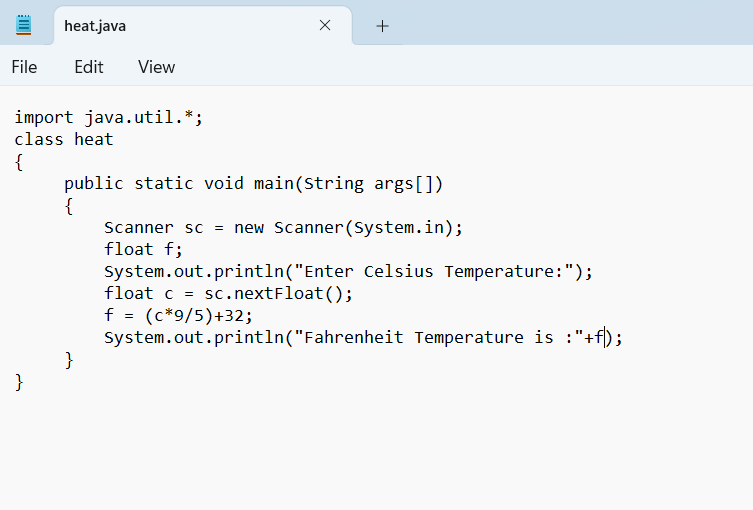 heat.java
File Edit View
import java.util.*;
class heat
{
     public static void main(String args[])
     {
         Scanner sc = new Scanner(System.in);
         float f;
         System.out.println("Enter Celsius Temperature:");
         float c = sc.nextFloat();
         f = (c*9/5)+32;
         System.out.println("Fahrenheit Temperature is :"+f);
     }
}